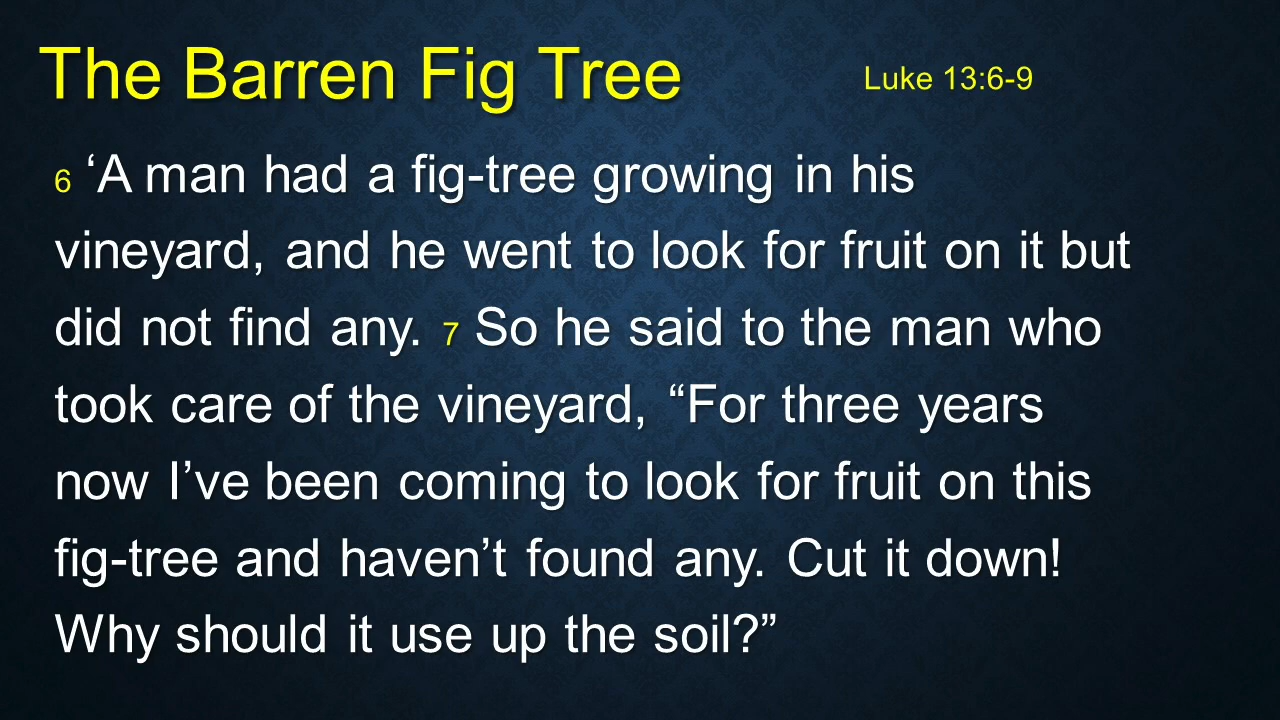 The Barren Fig Tree
Luke 13:6-9
6 ‘A man had a fig-tree growing in his
vineyard, and he went to look for fruit on it but
did not find any. 7 So he said to the man who
took care of the vineyard, “For three years
now I’ve been coming to look for fruit on this
fig-tree and haven’t found any. Cut it down!
Why should it use up the soil?”